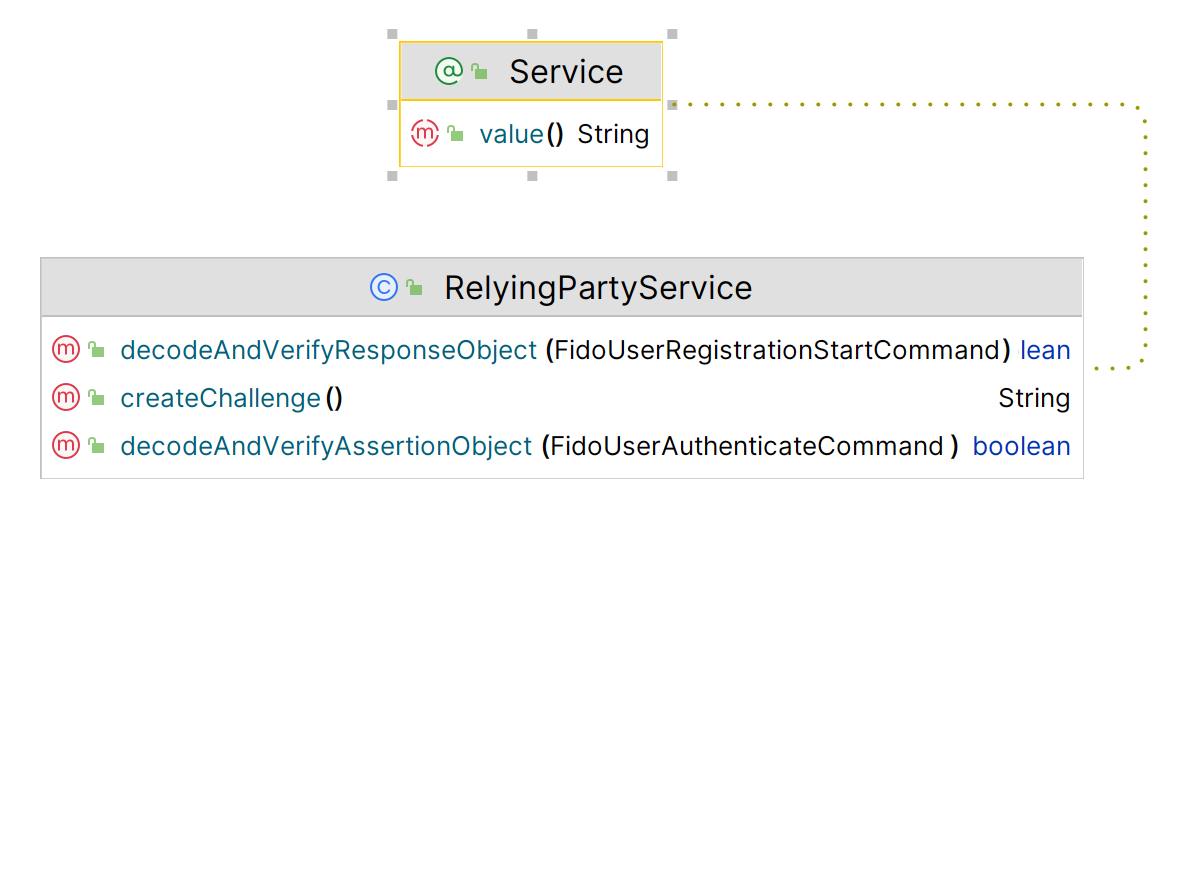 @ Service
m value() String
C RelyingPartyService
m decodeAndVerifyResponseObject (FidoUserRegistrationStartCommand) lean
m createChallenge() String
m decodeAndVerifyAssertionObject (FidoUserAuthenticateCommand ) boolean